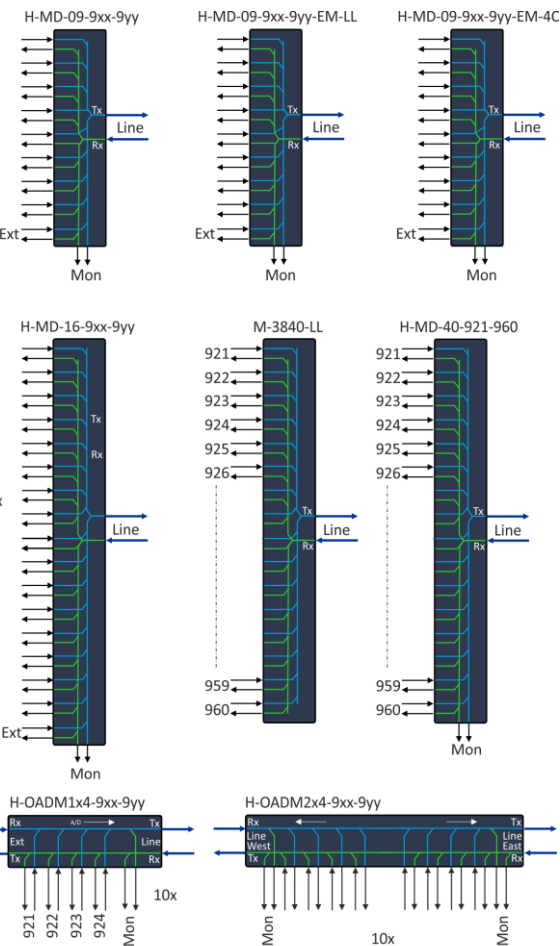 H-MD-09-9xx-9yy
H-MD-09-9xx-9yy-EM-LL
H-MD-09-9xx-9yy-EM-4C
Tx
Line
Rx
Ext
Mon
Tx
Line
Rx
Ext
Mon
Tx
Line
Rx
Ext
Mon
H-MD-16-9xx-9yy
Tx
Rx
Line
Ext
Mon
M-3840-LL
921
922
923
924
925
926
Tx
Line
Rx
959
960
H-MD-40-921-960
921
922
923
924
925
926
Tx
Line
Rx
959
960
Mon
H-OADM1x4-9xx-9yy
Rx A/D Tx
Ext Line
Tx Rx
921 922 923 924 Mon
10x
H-OADM2x4-9xx-9yy
Rx Tx
Line Line
West East
Tx Rx
Mon 10x Mon